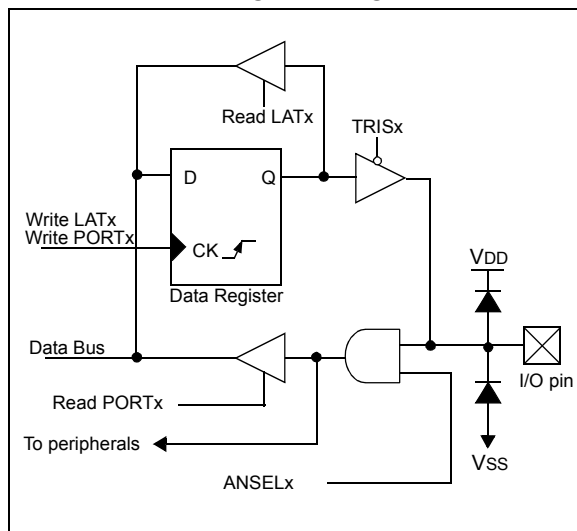 Read LATx
TRISx
D Q
Write LATx
Write PORTx
CK
VDD
Data Register
Data Bus
I/O pin
Read PORTx
To peripherals
VSS
ANSELx